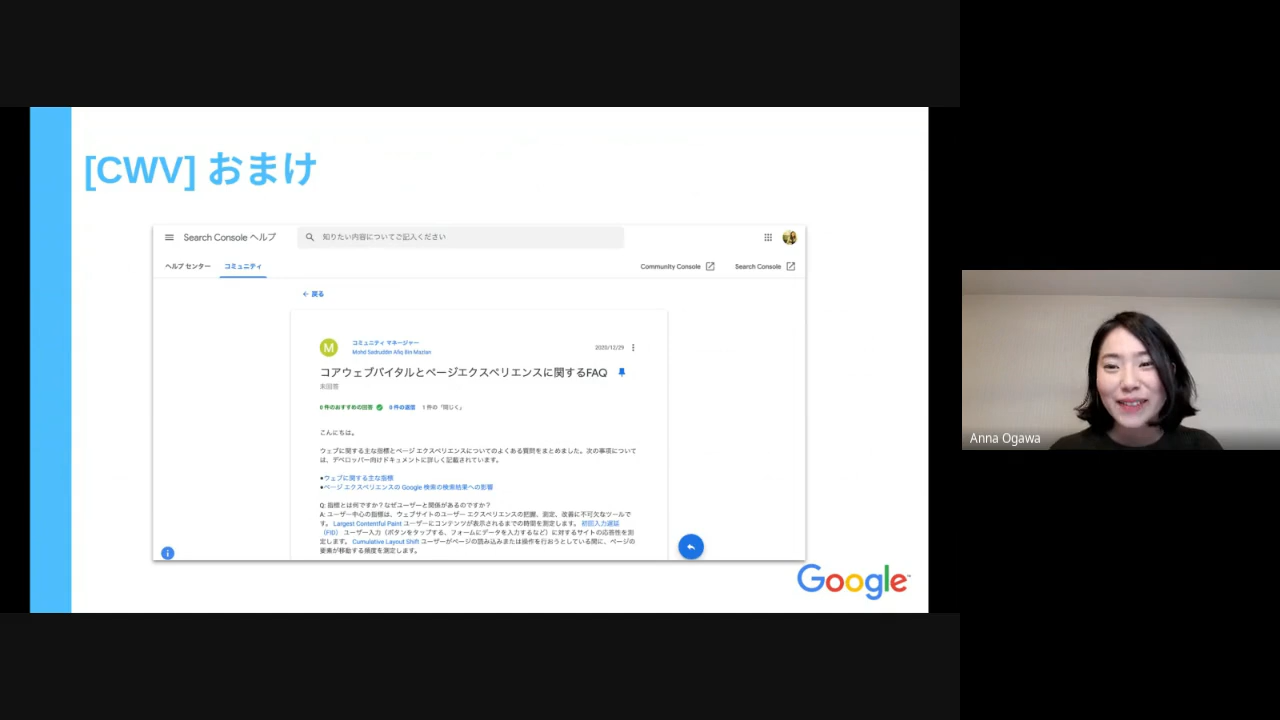 [CWV] おまけ
Search Console ヘルプ
知りたい内容についてご記入ください
ヘルプ センター
コミュニティ
Community Console
Search Console
戻る
M
コミュニティ マネージャー
Mohd Sadruddin Afiq Bin Mazlan
2020/12/29
コアウェブバイタルとページエクスペリエンスに関するFAQ
未回答
0 件のおすすめの回答 0 件の返信 1 件の「同じく」
こんにちは。
ウェブに関する主な指標とページ エクスペリエンスについてのよくある質問をまとめました。次の事項について
は、デベロッパー向けドキュメントに詳しく記載されています。
●ウェブに関する主な指標
●ページ エクスペリエンスの Google 検索の検索結果への影響
Q: 指標とは何ですか？なぜユーザーと関係があるのですか？
A: ユーザー中心の指標は、ウェブサイトのユーザー エクスペリエンスの把握、測定、改善に不可欠なツールで
す。 Largest Contentful Paint ユーザーにコンテンツが表示されるまでの時間を測定します。 初回入力遅延
（FID） ユーザー入力（ボタンをタップする、フォームにデータを入力するなど）に対するサイトの応答性を測
定します。 Cumulative Layout Shift ユーザーがページの読み込みまたは操作を行おうとしている間に、ページの
要素が移動する頻度を測定します。
Google
Anna Ogawa